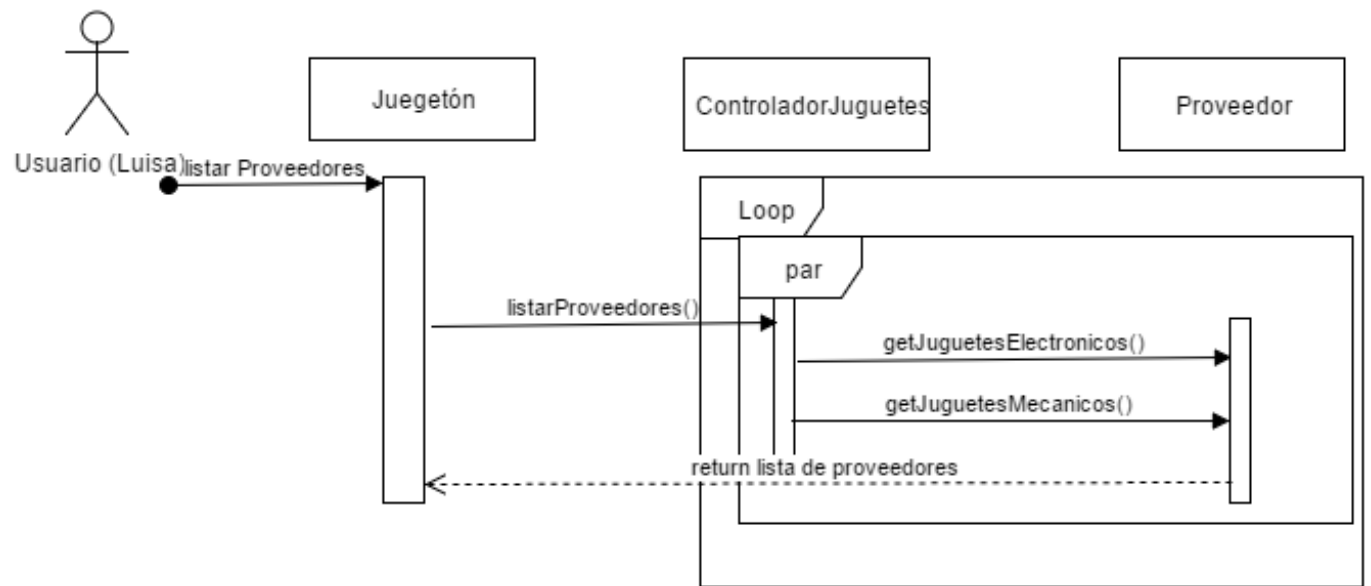 Juegetón
ControladorJuguetes
Proveedor
Usuario (Luisa)
listar Proveedores
Loop
par
listarProveedores()
getJuguetesElectronicos()
getJuguetesMecanicos()
return lista de proveedores